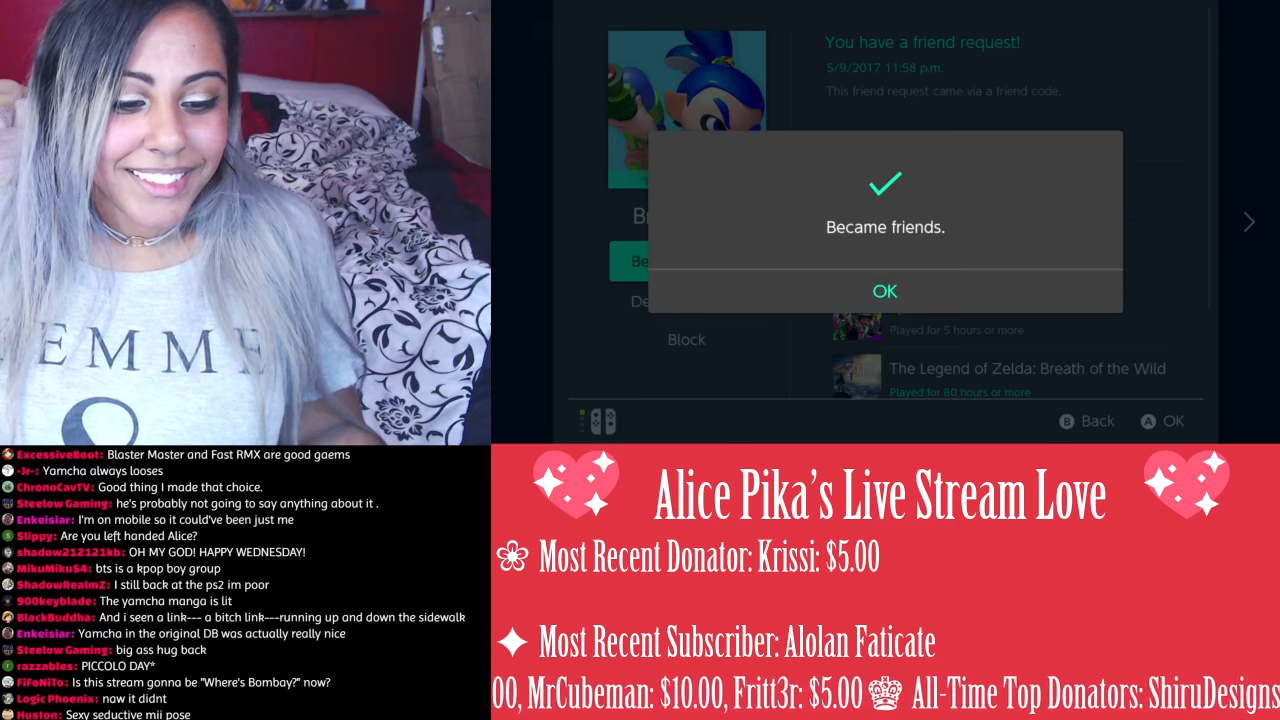 EMME
You have a friend request!
5/9/2017 11:58 p.m.
This friend request came via a friend code.
Became friends.
OK
Block
Played for 5 hours or more
The Legend of Zelda: Breath of the Wild
Played for 80 hours or more
B Back A OK
ExcessiveBoot: Blaster Master and Fast RMX are good gaems
-Jr-: Yamcha always looses
ChronoCavTV: Good thing I made that choice.
Steelow Gaming: he's probably not going to say anything about it .
Enkeisiar: I'm on mobile so it could've been just me
Slippy: Are you left handed Alice?
shadow212121kb: OH MY GOD! HAPPY WEDNESDAY!
MikuMikuS4: bts is a kpop boy group
ShadowRealmZ: I still back at the ps2 im poor
900keyblade: The yamcha manga is lit
BlackBuddha: And i seen a link--- a bitch link---running up and down the sidewalk
Enkeisiar: Yamcha in the original DB was actually really nice
Steelow Gaming: big ass hug back
razzables: PICCOLO DAY*
FiFoNiTo: Is this stream gonna be "Where's Bombay?" now?
Logic Phoenix: naw it didnt
Huston: Sexy seductive mii pose
Alice Pika's Live Stream Love
Most Recent Donator: Krissi: $5.00
Most Recent Subscriber: Alolan Faticate
00, MrCubeman: $10.00, Fritt3r: $5.00 All-Time Top Donators: ShiruDesigns